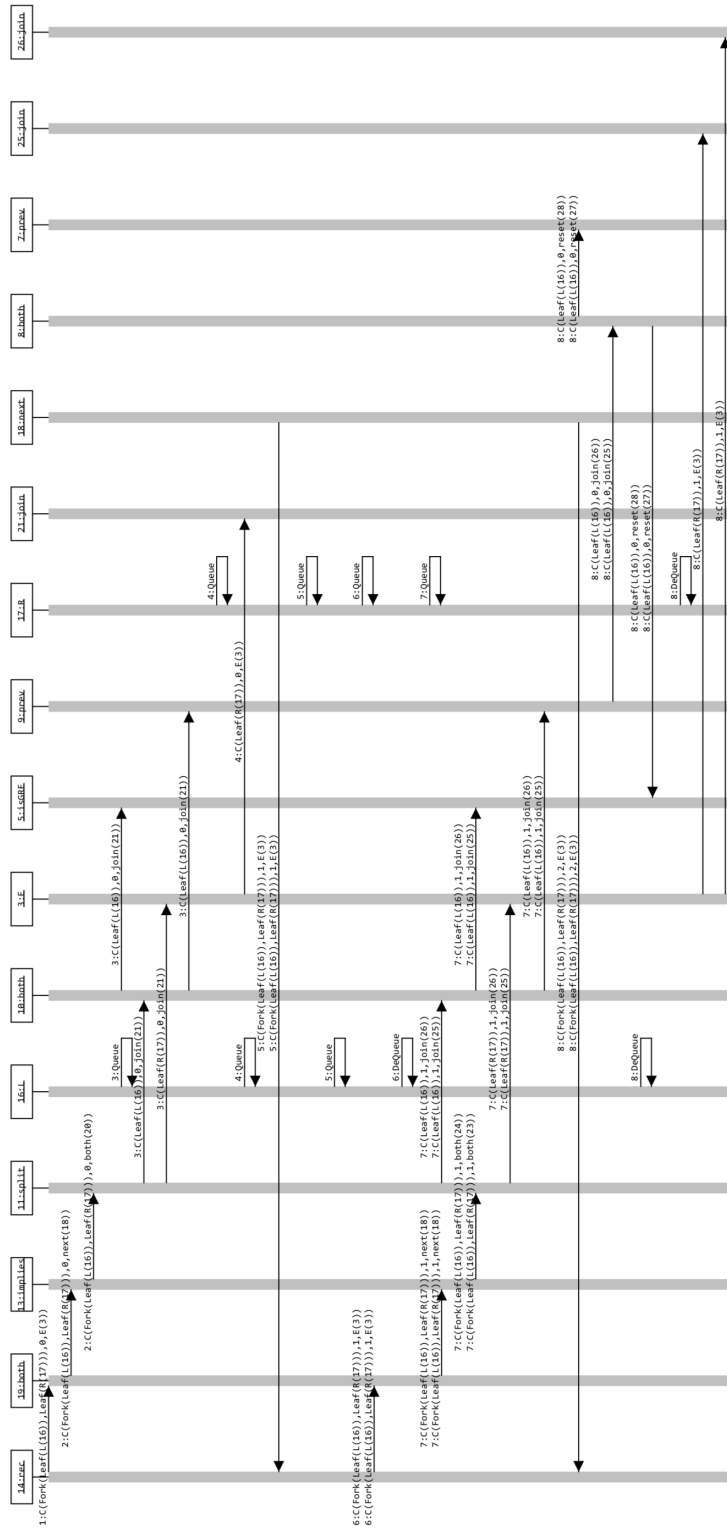 14:rec
19:both
13:implies
11:split
16:L
10:both
3:E
5:isGRE
9:prev
17:R
21:join
18:next
8:both
7:prev
25:join
26:join
1:C(Fork(Leaf(L(16)),Leaf(R(17))),0,E(3))
2:C(Fork(Leaf(L(16)),Leaf(R(17))),0,next(18))
2:C(Fork(Leaf(L(16)),Leaf(R(17))),0,both(20))
3:Queue
3:C(Leaf(L(16)),0,join(21))
3:C(Leaf(L(16)),0,join(21))
3:C(Leaf(R(17)),0,join(21))
3:C(Leaf(L(16)),0,join(21))
4:Queue
4:C(Leaf(R(17)),0,E(3))
4:Queue
5:C(Fork(Leaf(L(16)),Leaf(R(17))),1,E(3))
5:C(Fork(Leaf(L(16)),Leaf(R(17))),1,E(3))
5:Queue
5:Queue
6:Queue
6:C(Fork(Leaf(L(16)),Leaf(R(17))),1,E(3))
6:C(Fork(Leaf(L(16)),Leaf(R(17))),1,E(3))
6:DeQueue
7:Queue
7:C(Fork(Leaf(L(16)),Leaf(R(17))),1,next(18))
7:C(Fork(Leaf(L(16)),Leaf(R(17))),1,next(18))
7:C(Leaf(L(16)),1,join(26))
7:C(Leaf(L(16)),1,join(25))
7:C(Fork(Leaf(L(16)),Leaf(R(17))),1,both(24))
7:C(Fork(Leaf(L(16)),Leaf(R(17))),1,both(23))
7:C(Leaf(L(16)),1,join(26))
7:C(Leaf(L(16)),1,join(25))
7:C(Leaf(R(17)),1,join(26))
7:C(Leaf(R(17)),1,join(25))
7:C(Leaf(L(16)),1,join(26))
7:C(Leaf(L(16)),1,join(25))
8:C(Fork(Leaf(L(16)),Leaf(R(17))),2,E(3))
8:C(Fork(Leaf(L(16)),Leaf(R(17))),2,E(3))
8:C(Leaf(L(16)),0,reset(28))
8:C(Leaf(L(16)),0,reset(27))
8:C(Leaf(L(16)),0,join(26))
8:C(Leaf(L(16)),0,join(25))
8:C(Leaf(L(16)),0,reset(28))
8:C(Leaf(L(16)),0,reset(27))
8:DeQueue
8:DeQueue
8:C(Leaf(R(17)),1,E(3))
8:C(Leaf(R(17)),1,E(3))